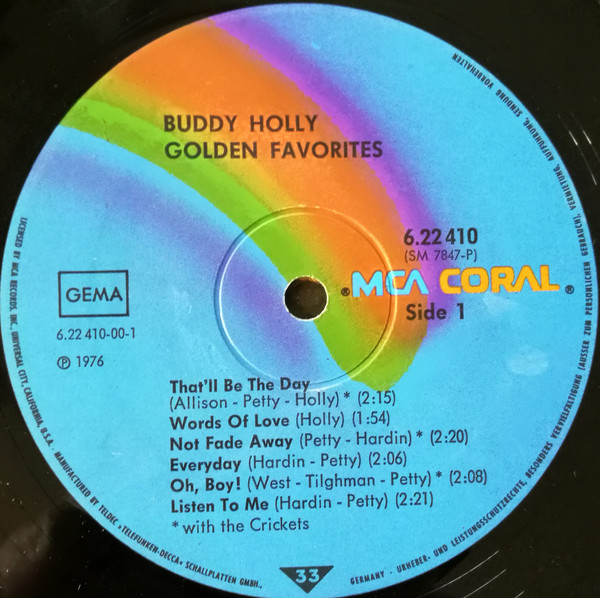 BUDDY HOLLY
GOLDEN FAVORITES
6.22 410
(SM 7847-P)
® MCA CORAL ®
Side 1
GEMA
6.22 410-00-1
℗ 1976
That'll Be The Day
(Allison - Petty - Holly) * (2:15)
Words Of Love (Holly) (1:54)
Not Fade Away (Petty - Hardin) * (2:20)
Everyday (Hardin - Petty) (2:06)
Oh, Boy! (West - Tilghman - Petty) * (2:08)
Listen To Me (Hardin - Petty) (2:21)
* with the Crickets
33
LICENSED BY MCA RECORDS, INC., UNIVERSAL CITY, CALIFORNIA, U.S.A. - MANUFACTURED BY TELDEC »TELEFUNKEN-DECCA« SCHALLPLATTEN GMBH., GERMANY - URHEBER- UND LEISTUNGSSCHUTZRECHTE, BESONDERS VERVIELFÄLTIGUNG (AUSSER ZUM PERSÖNLICHEN GEBRAUCH), VERMIETUNG, AUFFÜHRUNG, SENDUNG VORBEHALTEN